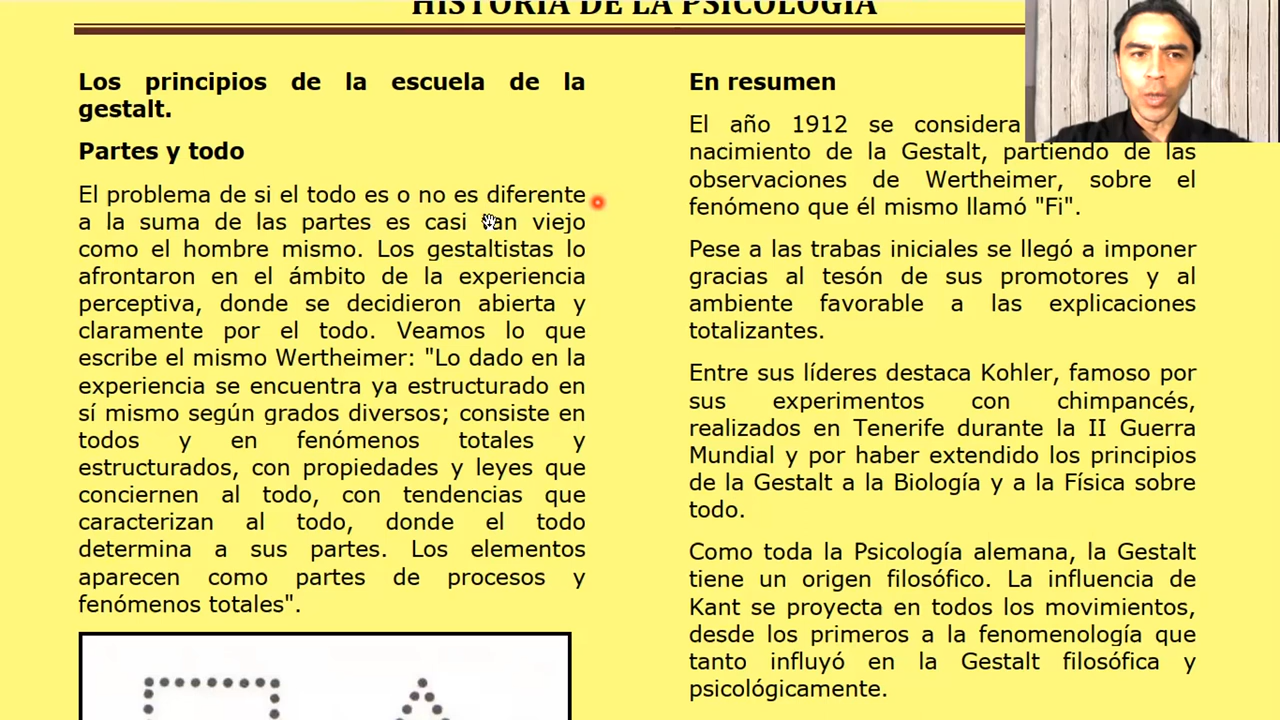 HISTORIA DE LA PSICOLOGÍA
Los principios de la escuela de la
gestalt.
Partes y todo
El problema de si el todo es o no es diferente
a la suma de las partes es casi tan viejo
como el hombre mismo. Los gestaltistas lo
afrontaron en el ámbito de la experiencia
perceptiva, donde se decidieron abierta y
claramente por el todo. Veamos lo que
escribe el mismo Wertheimer: "Lo dado en la
experiencia se encuentra ya estructurado en
sí mismo según grados diversos; consiste en
todos y en fenómenos totales y
estructurados, con propiedades y leyes que
conciernen al todo, con tendencias que
caracterizan al todo, donde el todo
determina a sus partes. Los elementos
aparecen como partes de procesos y
fenómenos totales".
En resumen
El año 1912 se considera
nacimiento de la Gestalt, partiendo de las
observaciones de Wertheimer, sobre el
fenómeno que él mismo llamó "Fi".
Pese a las trabas iniciales se llegó a imponer
gracias al tesón de sus promotores y al
ambiente favorable a las explicaciones
totalizantes.
Entre sus líderes destaca Kohler, famoso por
sus experimentos con chimpancés,
realizados en Tenerife durante la II Guerra
Mundial y por haber extendido los principios
de la Gestalt a la Biología y a la Física sobre
todo.
Como toda la Psicología alemana, la Gestalt
tiene un origen filosófico. La influencia de
Kant se proyecta en todos los movimientos,
desde los primeros a la fenomenología que
tanto influyó en la Gestalt filosófica y
psicológicamente.